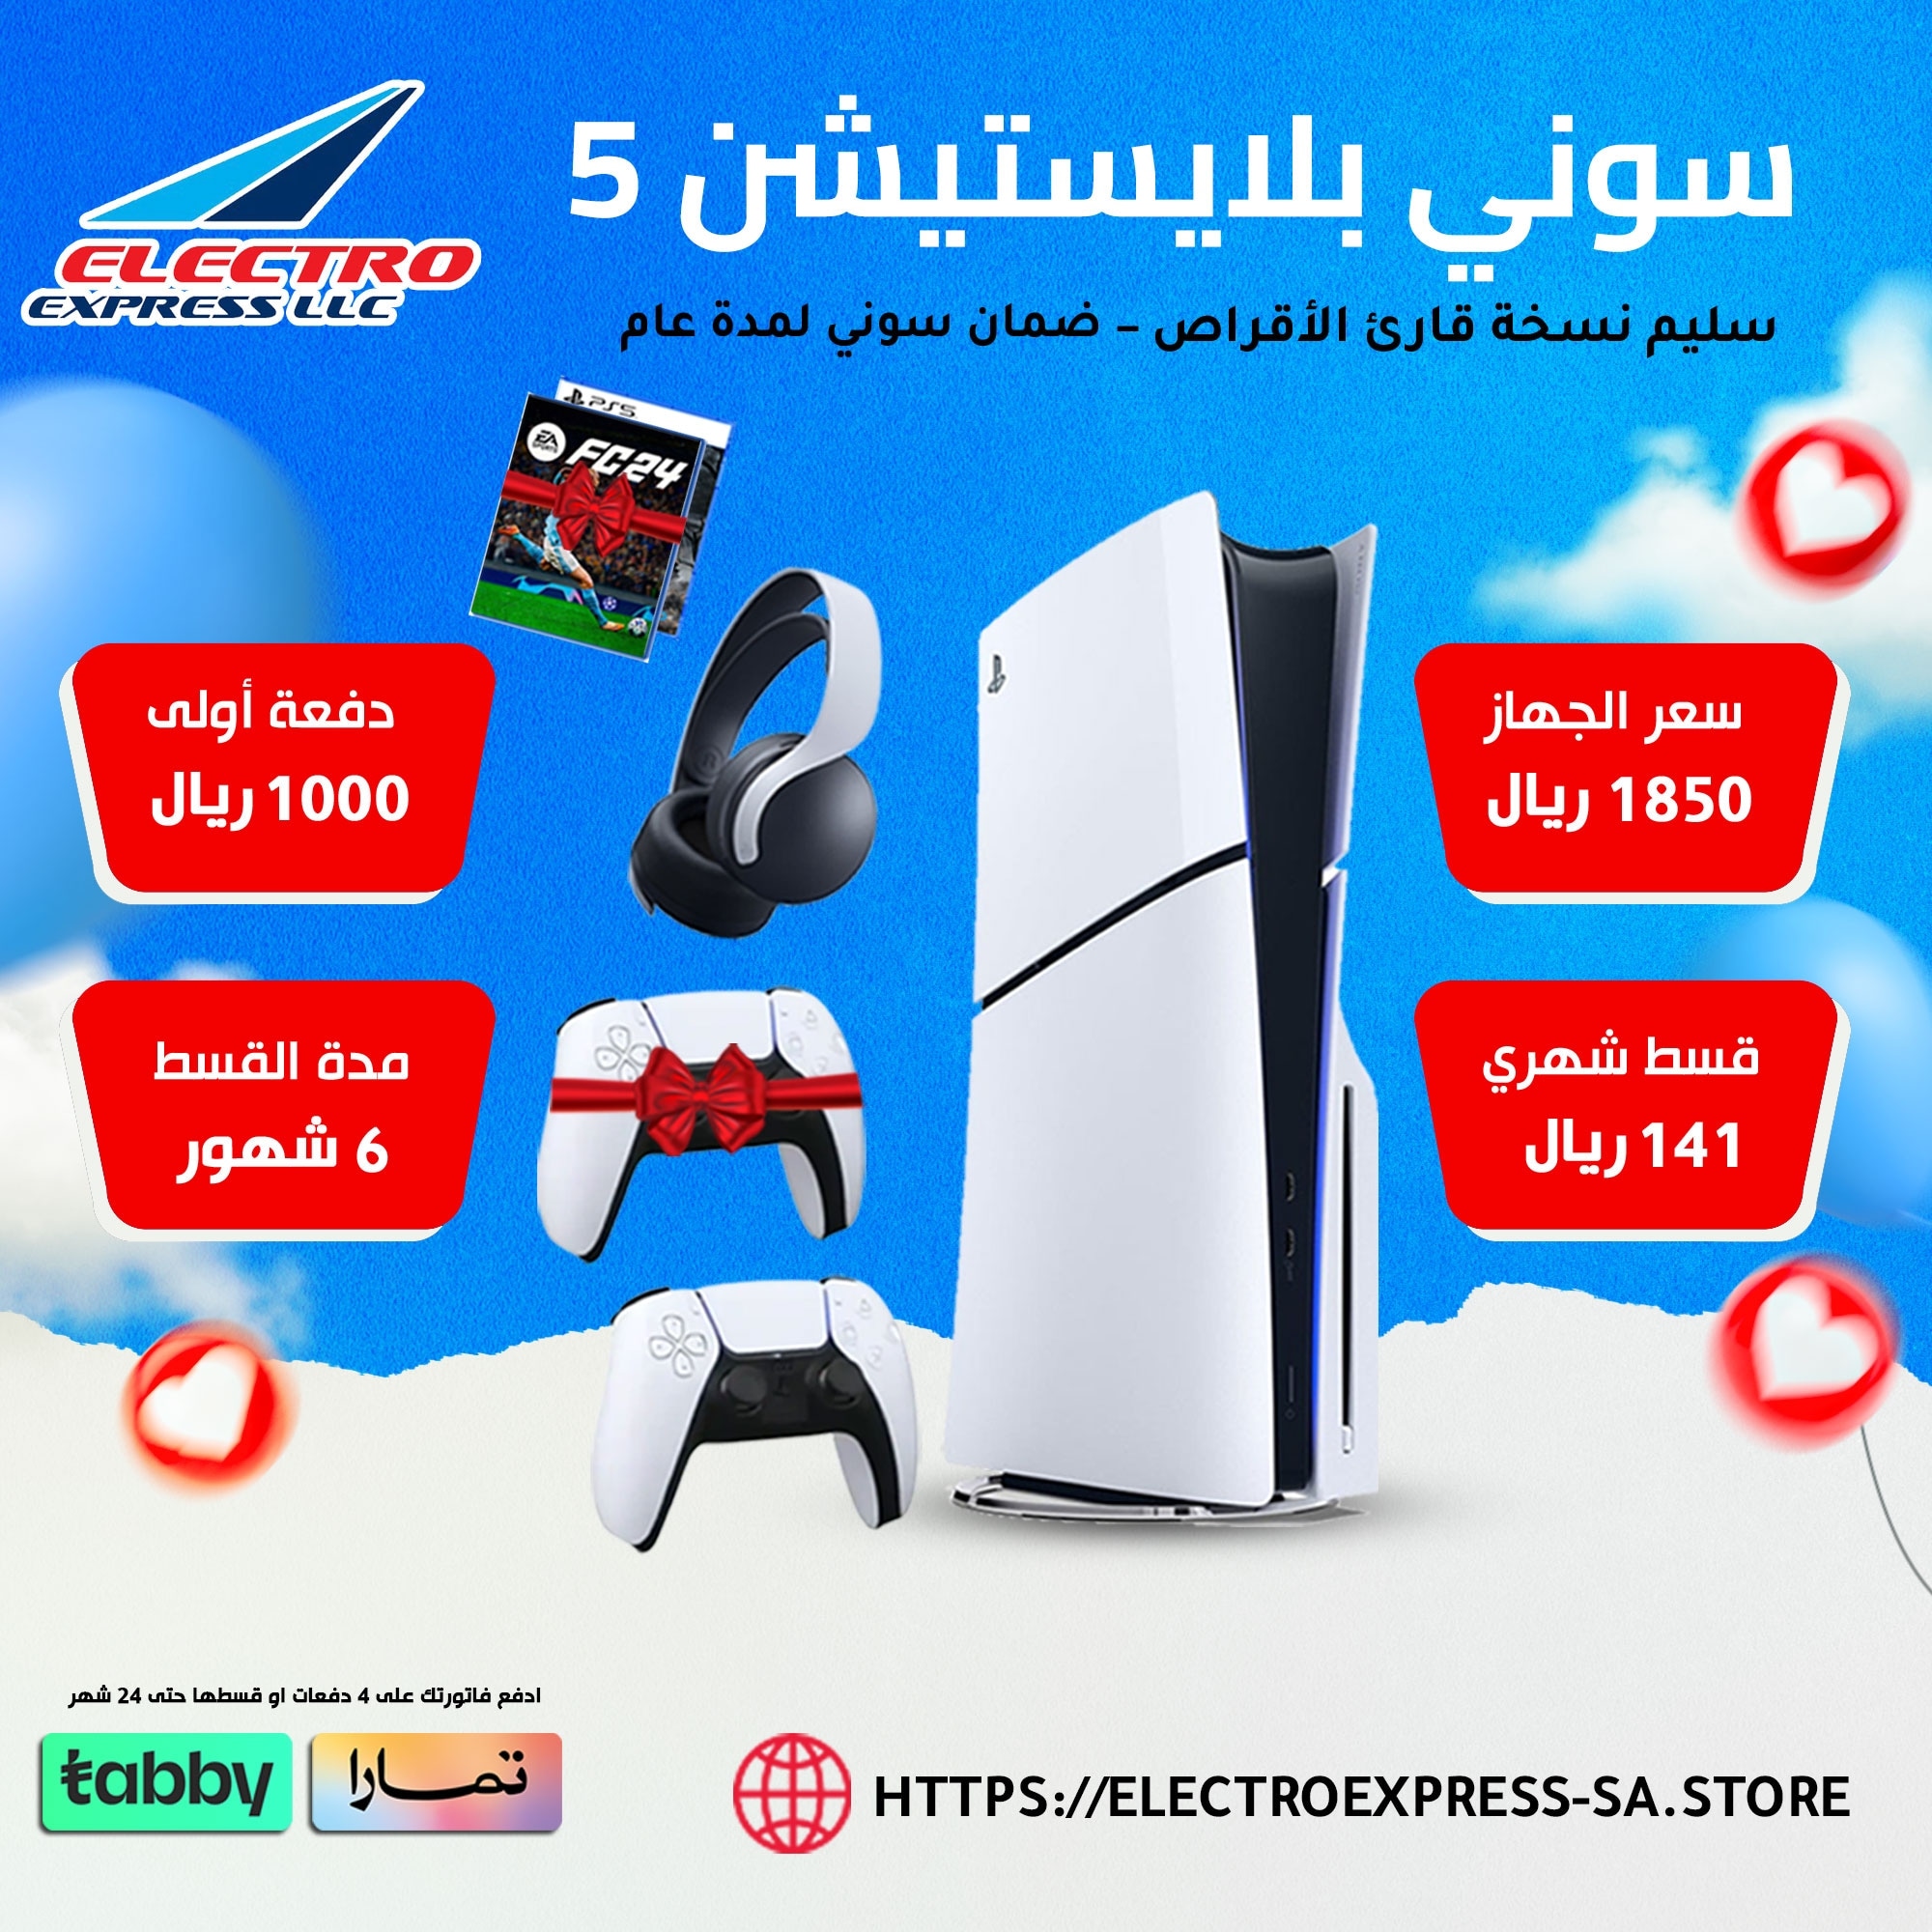 ELECTRO
EXPRESS LLC
سوني بلايستيشن 5
سليم نسخة قارئ الأقراص – ضمان سوني لمدة عام
PS5
EA SPORTS
FC24
سعر الجهاز
1850 ريال
دفعة أولى
1000 ريال
قسط شهري
141 ريال
مدة القسط
6 شهور
ادفع فاتورتك على 4 دفعات او قسطها حتى 24 شهر
tabby
تمارا
HTTPS://ELECTROEXPRESS-SA.STORE